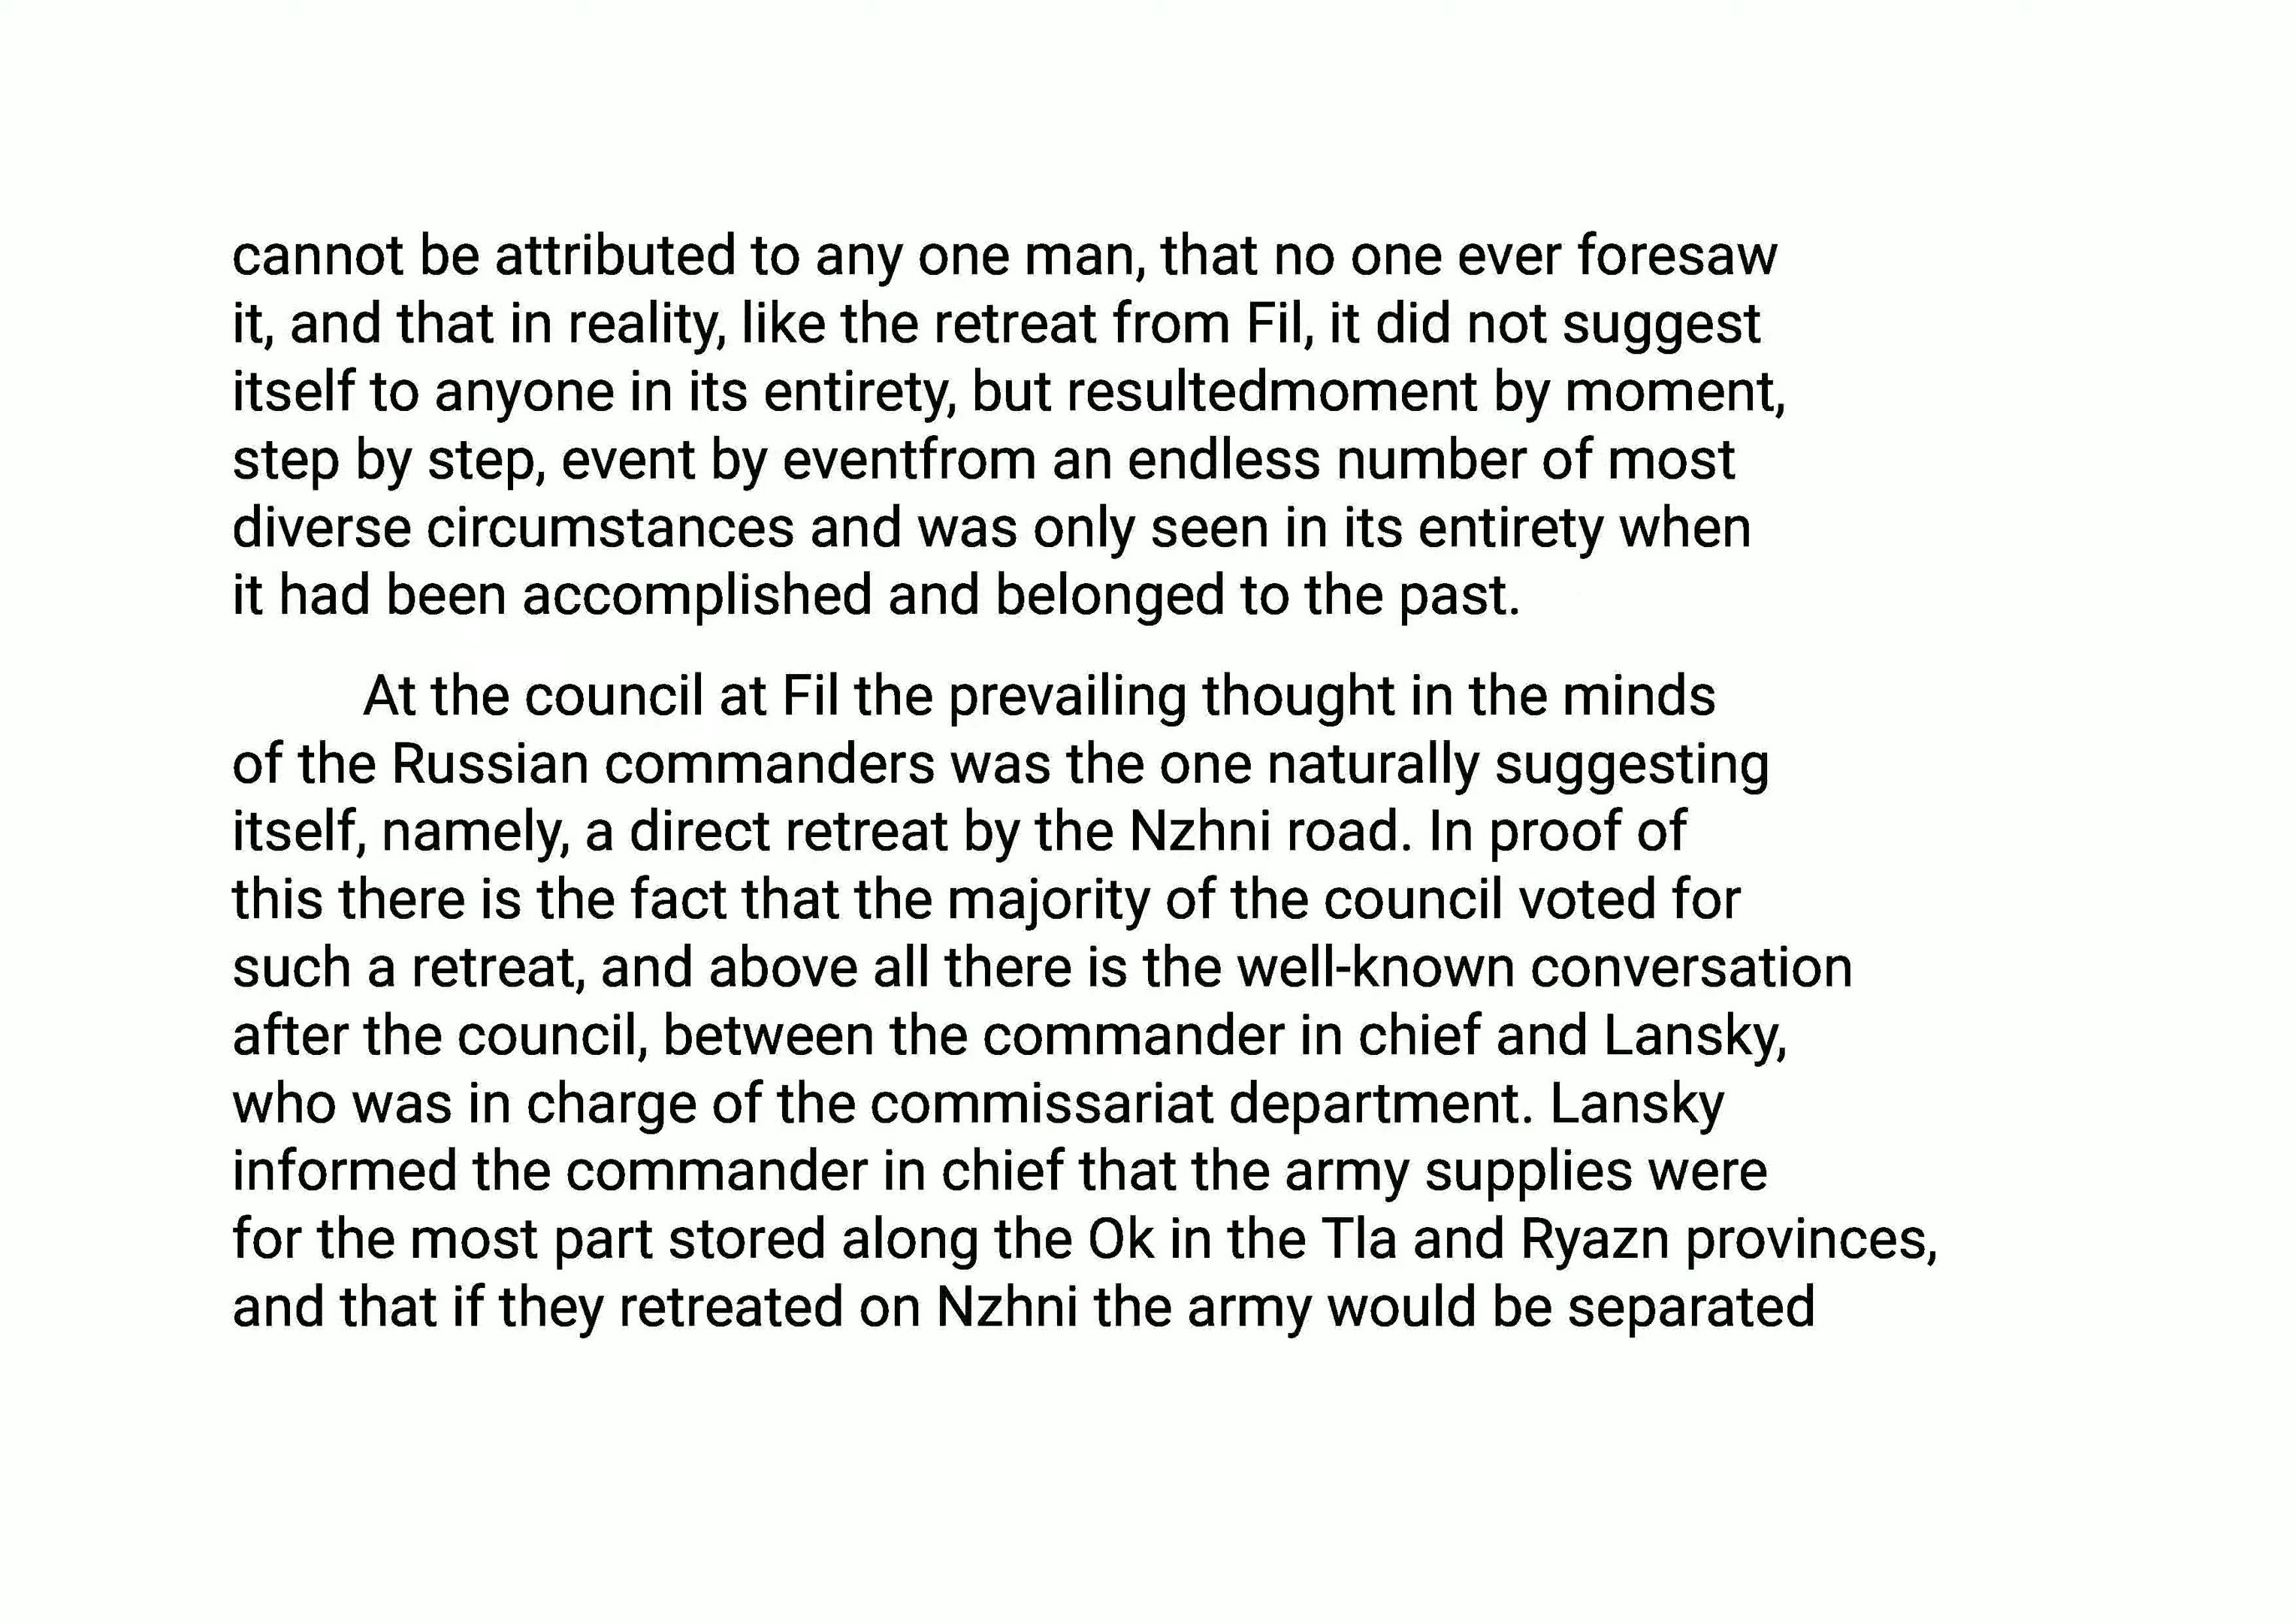 cannot be attributed to any one man, that no one ever foresaw
it, and that in reality, like the retreat from Fil, it did not suggest
itself to anyone in its entirety, but resultedmoment by moment,
step by step, event by eventfrom an endless number of most
diverse circumstances and was only seen in its entirety when
it had been accomplished and belonged to the past.
At the council at Fil the prevailing thought in the minds
of the Russian commanders was the one naturally suggesting
itself, namely, a direct retreat by the Nzhni road. In proof of
this there is the fact that the majority of the council voted for
such a retreat, and above all there is the well-known conversation
after the council, between the commander in chief and Lansky,
who was in charge of the commissariat department. Lansky
informed the commander in chief that the army supplies were
for the most part stored along the Ok in the Tla and Ryazn provinces,
and that if they retreated on Nzhni the army would be separated